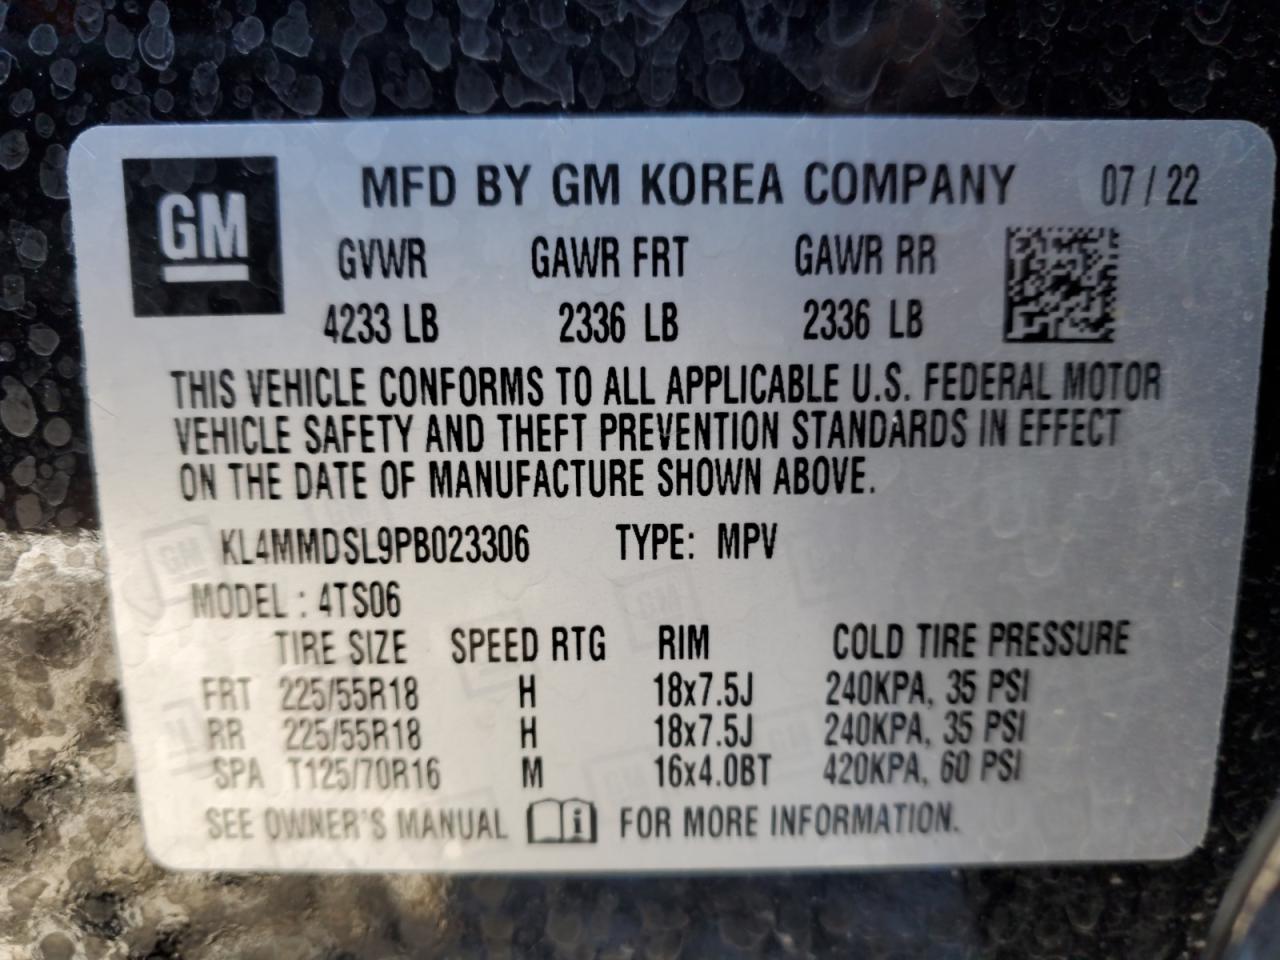 GM
MFD BY GM KOREA COMPANY 07 / 22
GVWR GAWR FRT GAWR RR
4233 LB 2336 LB 2336 LB
THIS VEHICLE CONFORMS TO ALL APPLICABLE U.S. FEDERAL MOTOR
VEHICLE SAFETY AND THEFT PREVENTION STANDARDS IN EFFECT
ON THE DATE OF MANUFACTURE SHOWN ABOVE.
KL4MMDSL9PB023306 TYPE: MPV
MODEL : 4TS06
TIRE SIZE SPEED RTG RIM COLD TIRE PRESSURE
FRT 225/55R18 H 18x7.5J 240KPA, 35 PSI
RR 225/55R18 H 18x7.5J 240KPA, 35 PSI
SPA T125/70R16 M 16x4.0BT 420KPA, 60 PSI
SEE OWNER'S MANUAL i FOR MORE INFORMATION.